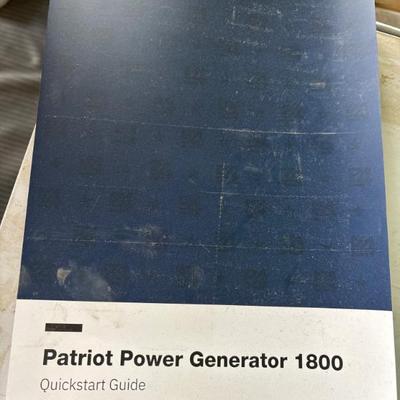 Patriot Power Generator 1800
Quickstart Guide